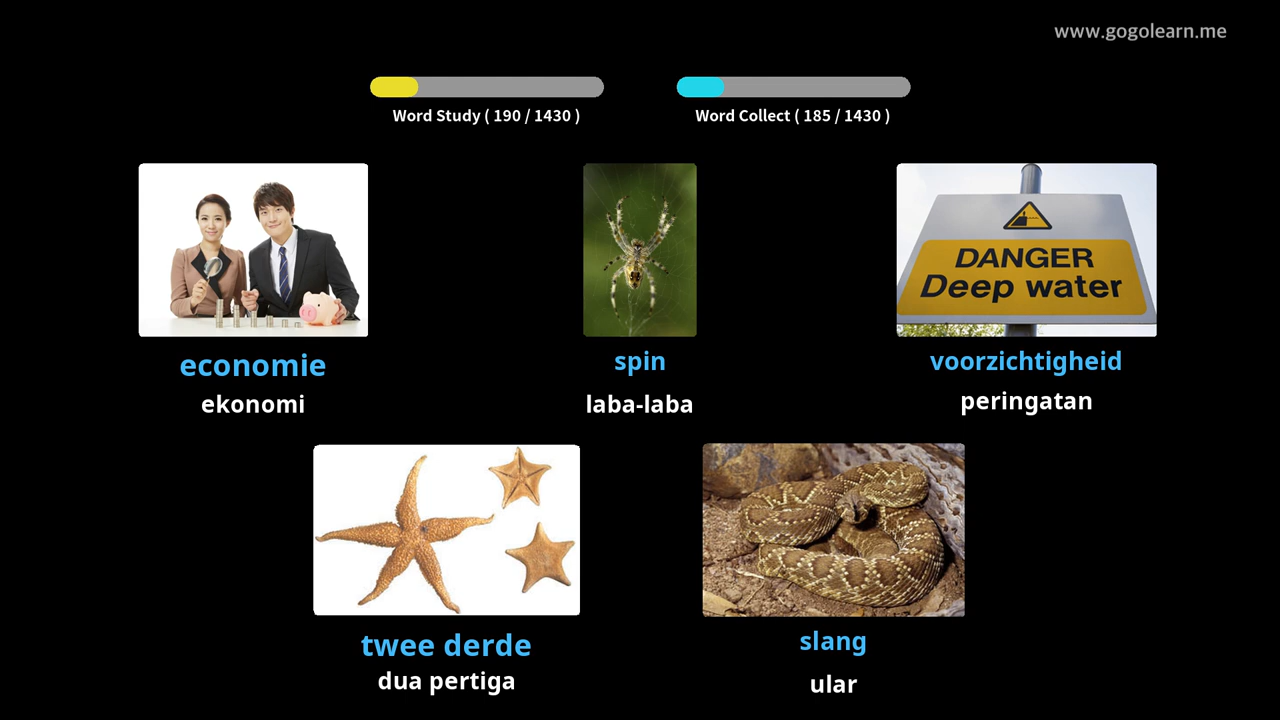 www.gogolearn.me
Word Study ( 190 / 1430 )
Word Collect ( 185 / 1430 )
DANGER
Deep water
economie
spin
voorzichtigheid
ekonomi
laba-laba
peringatan
twee derde
slang
dua pertiga
ular